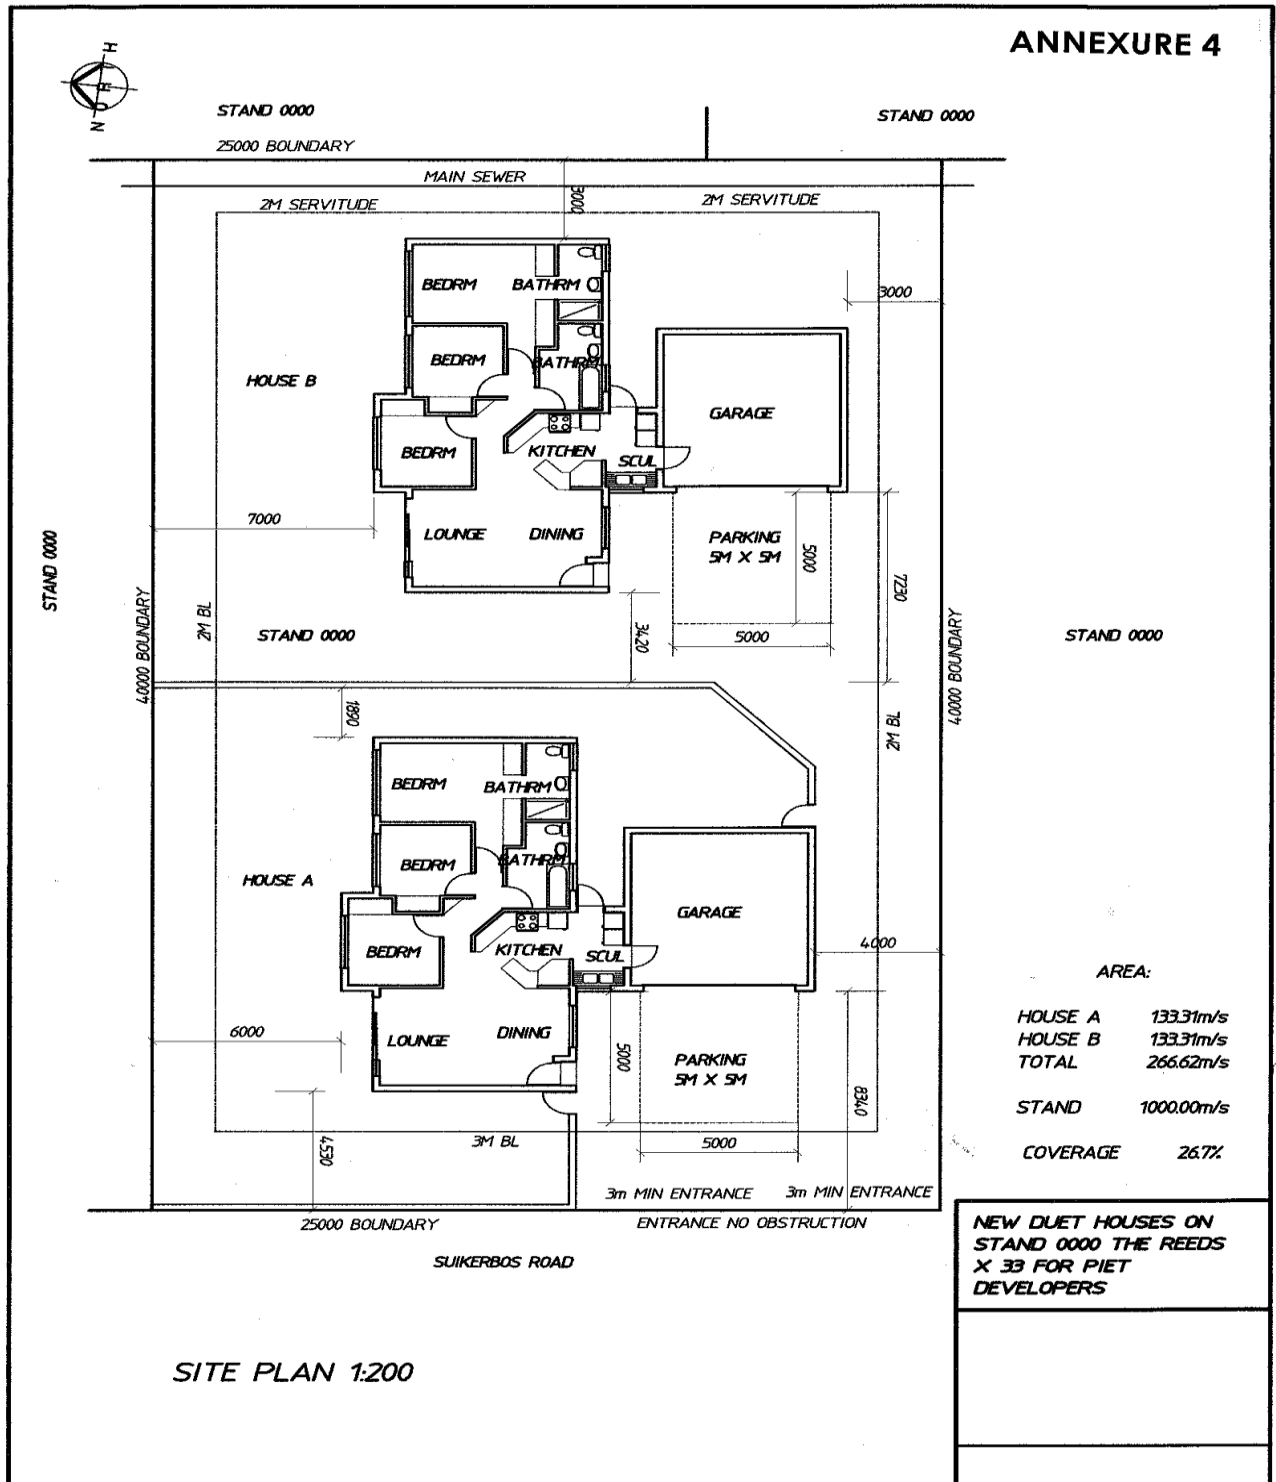 ANNEXURE 4
NORTH
STAND 0000
STAND 0000
25000 BOUNDARY
MAIN SEWER
2M SERVITUDE
3000
2M SERVITUDE
BEDRM
BATHRM
3000
BEDRM
BATHRM
HOUSE B
GARAGE
BEDRM
KITCHEN
SCUL
7000
LOUNGE
DINING
PARKING
5M X 5M
5000
7230
STAND 0000
40000 BOUNDARY
2M BL
STAND 0000
3420
5000
40000 BOUNDARY
STAND 0000
1890
2M BL
BEDRM
BATHRM
BEDRM
BATHRM
HOUSE A
GARAGE
BEDRM
KITCHEN
SCUL
4000
AREA:
HOUSE A 133.31m/s
HOUSE B 133.31m/s
TOTAL 266.62m/s
STAND 1000.00m/s
COVERAGE 26.7%
6000
LOUNGE
DINING
5000
PARKING
5M X 5M
8340
4530
3M BL
5000
3m MIN ENTRANCE
3m MIN ENTRANCE
25000 BOUNDARY
ENTRANCE NO OBSTRUCTION
SUIKERBOS ROAD
NEW DUET HOUSES ON
STAND 0000 THE REEDS
X 33 FOR PIET
DEVELOPERS
SITE PLAN 1:200